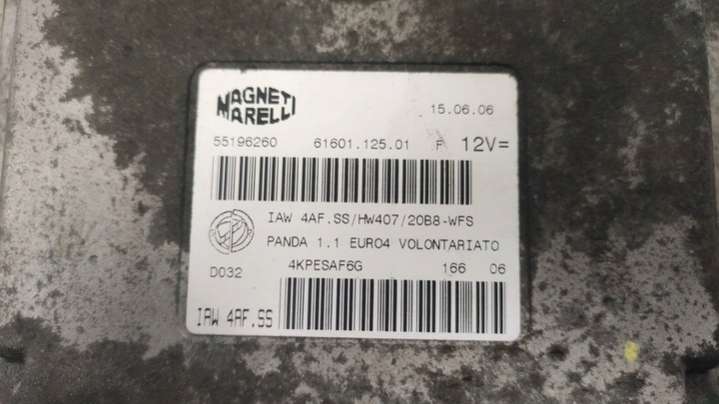 MAGNETI
MARELLI
15.06.06
55196260 61601.125.01 F 12V=
IAW 4AF.SS/HW407/20B8-WFS
PANDA 1.1 EURO4 VOLONTARIATO
D032 4KPESAF6G 166 06
IAW 4AF.SS